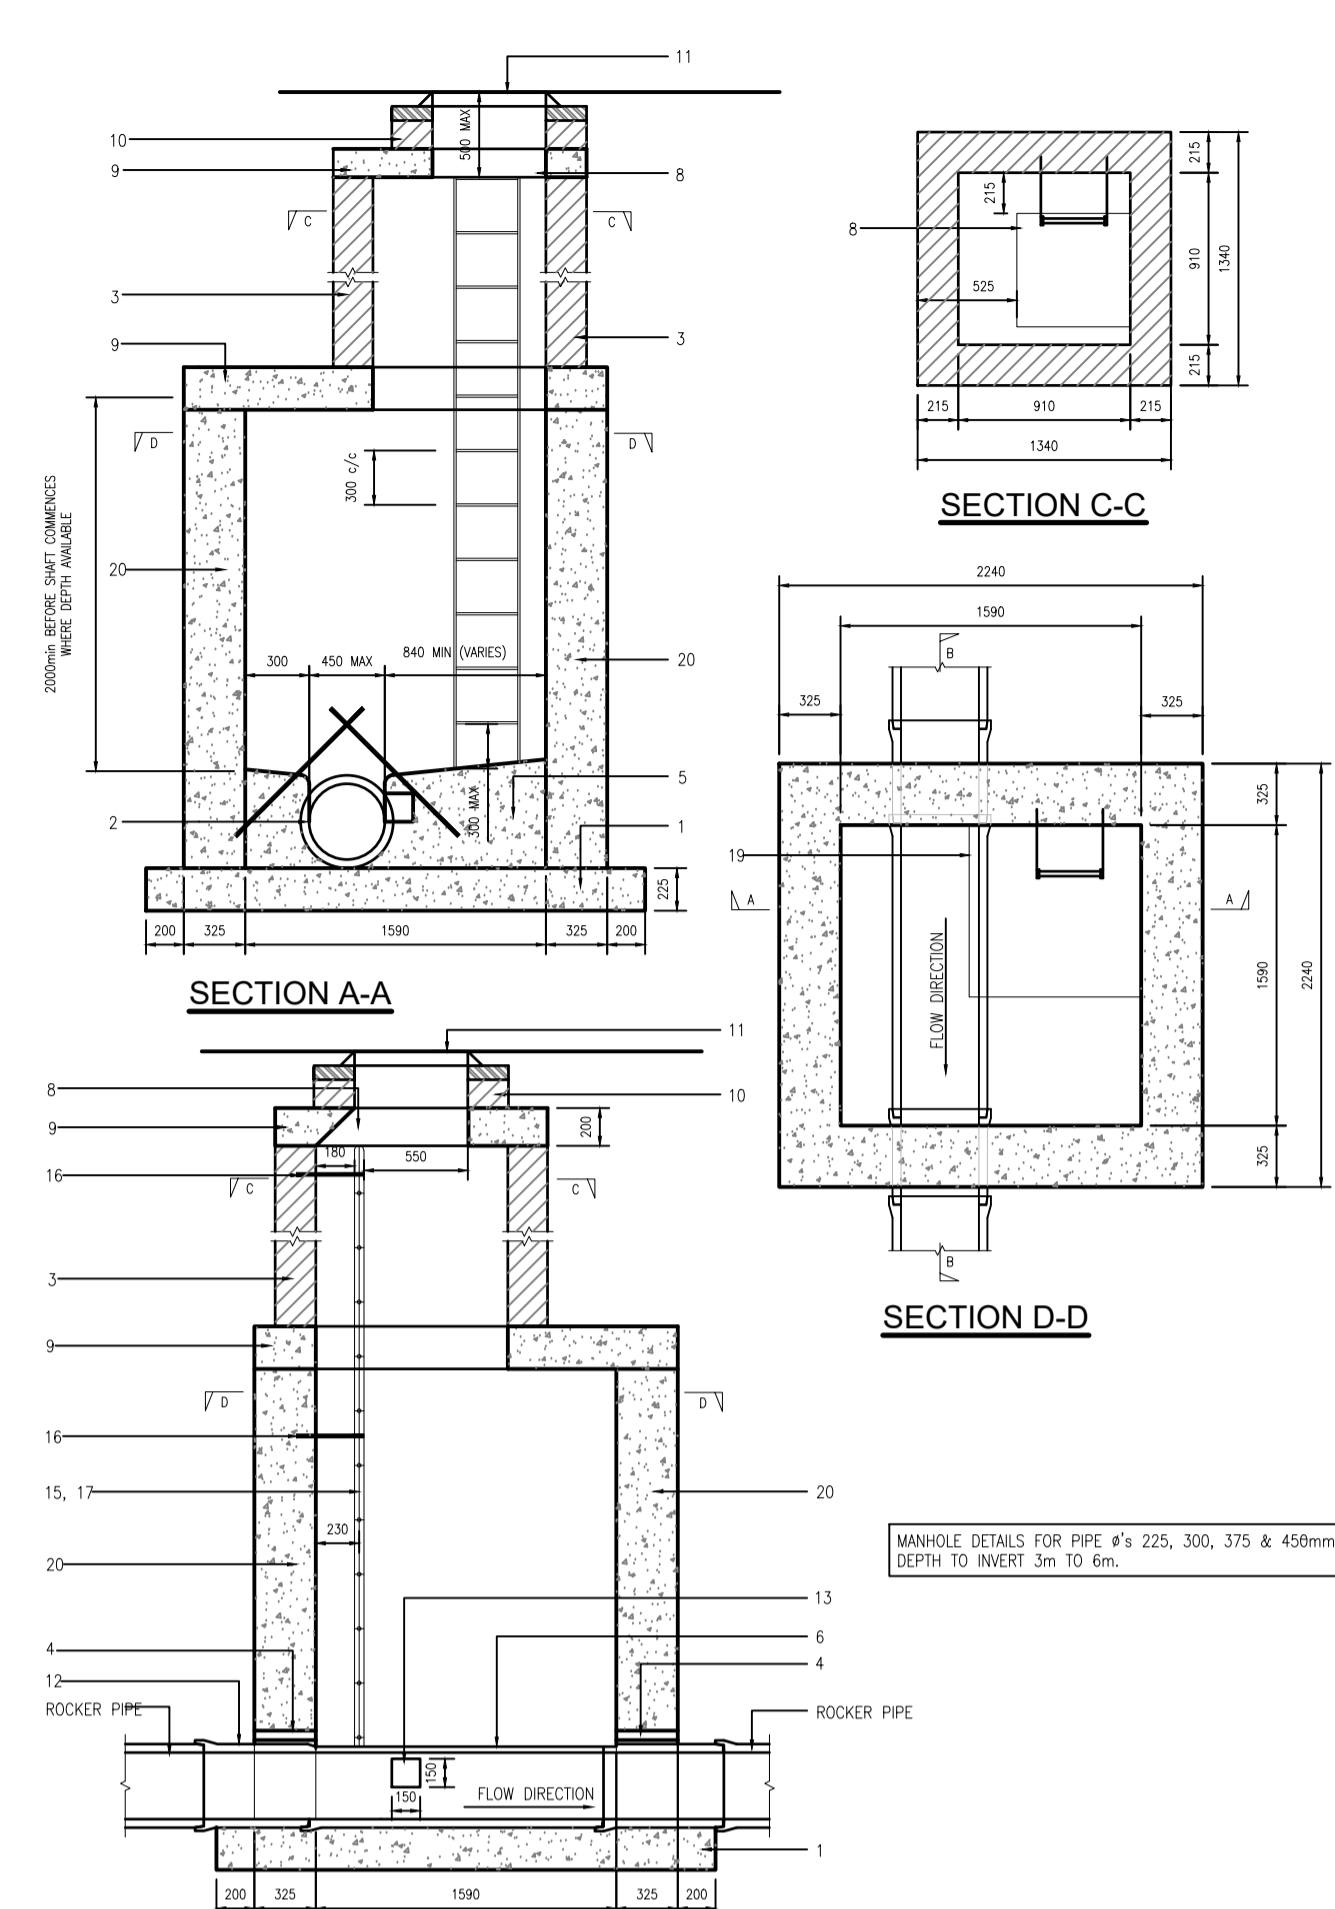 11
10
9
8
500 MAX
C
C
3
3
9
D
D
300 c/c
2000min BEFORE SHAFT COMMENCES
WHERE DEPTH AVAILABLE
20
20
300
450 MAX
840 MIN (VARIES)
5
2
300 MAX
1
225
200
325
1590
325
200
SECTION A-A
215
215
910
1340
8
525
215
215
910
215
1340
SECTION C-C
2240
1590
B
325
325
325
19
A
A
FLOW DIRECTION
1590
2240
325
B
SECTION D-D
11
8
10
9
200
180
550
16
C
C
3
9
D
D
16
15, 17
20
230
20
13
6
4
4
12
ROCKER PIPE
ROCKER PIPE
150
150
FLOW DIRECTION
1
200
325
1590
325
200
MANHOLE DETAILS FOR PIPE ø's 225, 300, 375 & 450mm
DEPTH TO INVERT 3m TO 6m.